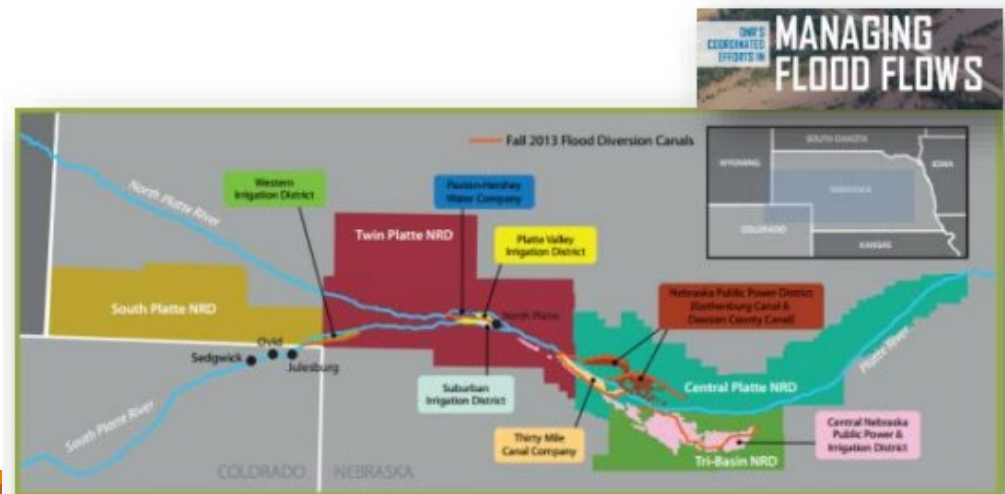 DNR'S
COORDINATED
EFFORTS IN
MANAGING
FLOOD FLOWS
Fall 2013 Flood Diversion Canals
SOUTH DAKOTA
WYOMING
IOWA
NEBRASKA
COLORADO
KANSAS
North Platte River
Western
Irrigation District
Paxton-Hershey
Water Company
Twin Platte NRD
Platte Valley
Irrigation District
South Platte NRD
Nebraska Public Power District
(Gothenburg Canal &
Dawson County Canal)
North Platte
Ovid
Sedgwick
Julesburg
Platte River
Suburban
Irrigation District
Central Platte NRD
South Platte River
Thirty Mile
Canal Company
Central Nebraska
Public Power &
Irrigation District
Tri-Basin NRD
COLORADO
NEBRASKA